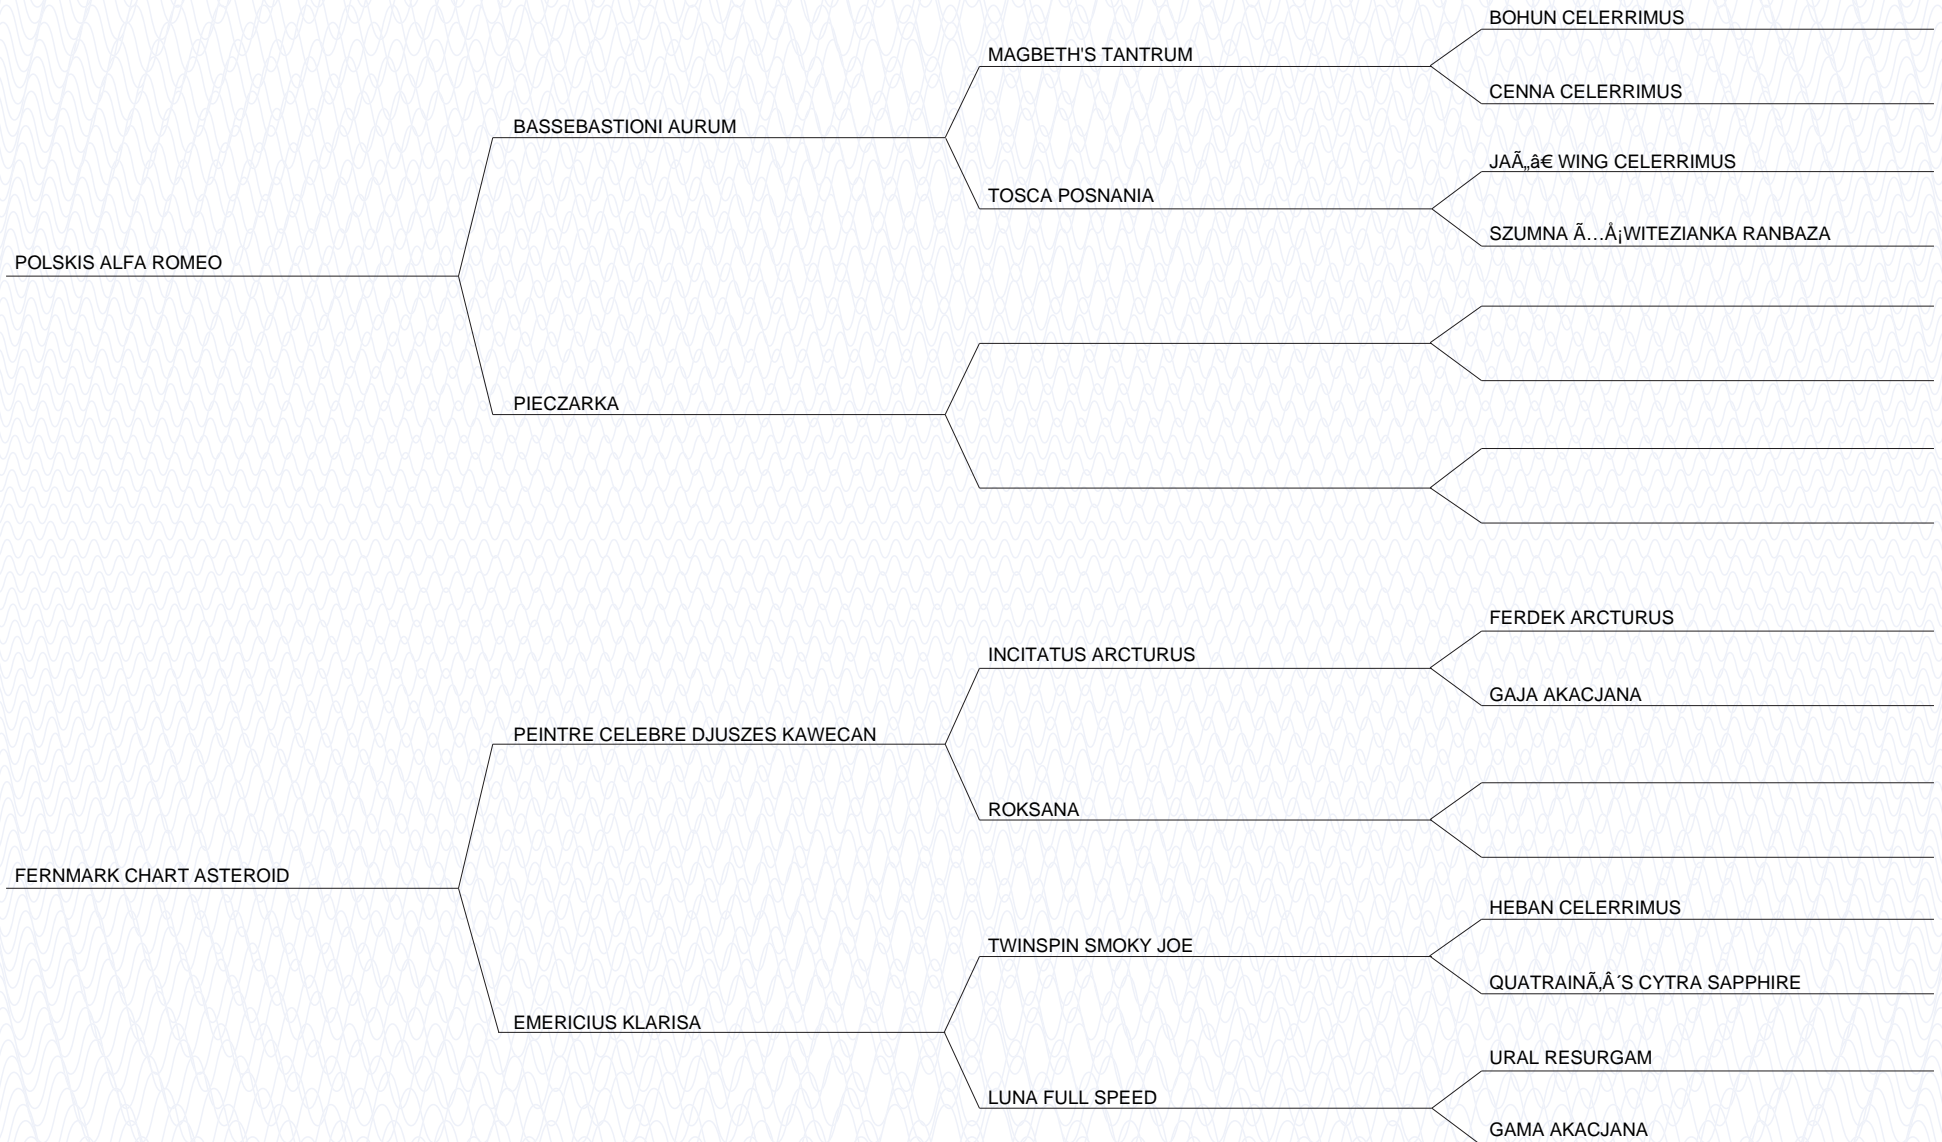 BOHUN CELERRIMUS
MAGBETH'S TANTRUM
CENNA CELERRIMUS
BASSEBASTIONI AURUM
JAÃ„â€ WING CELERRIMUS
TOSCA POSNANIA
SZUMNA Ã…Å¡WITEZIANKA RANBAZA
POLSKIS ALFA ROMEO
PIECZARKA
FERDEK ARCTURUS
INCITATUS ARCTURUS
GAJA AKACJANA
PEINTRE CELEBRE DJUSZES KAWECAN
ROKSANA
FERNMARK CHART ASTEROID
HEBAN CELERRIMUS
TWINSPIN SMOKY JOE
QUATRAINÃ‚Â´S CYTRA SAPPHIRE
EMERICIUS KLARISA
URAL RESURGAM
LUNA FULL SPEED
GAMA AKACJANA